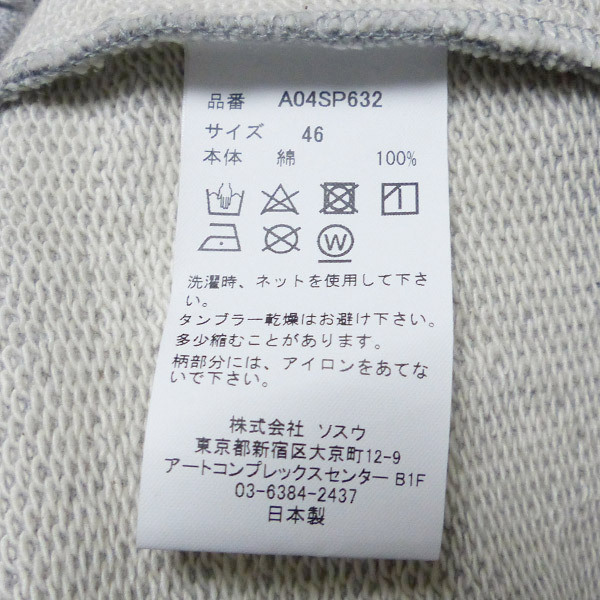 品番 A04SP632
サイズ 46
本体 綿 100%
W
洗濯時、ネットを使用して下さ
い。
タンブラー乾燥はお避け下さい。
多少縮むことがあります。
柄部分には、アイロンをあてな
いで下さい。
株式会社 ソスウ
東京都新宿区大京町12-9
アートコンプレックスセンター B1F
03-6384-2437
日本製